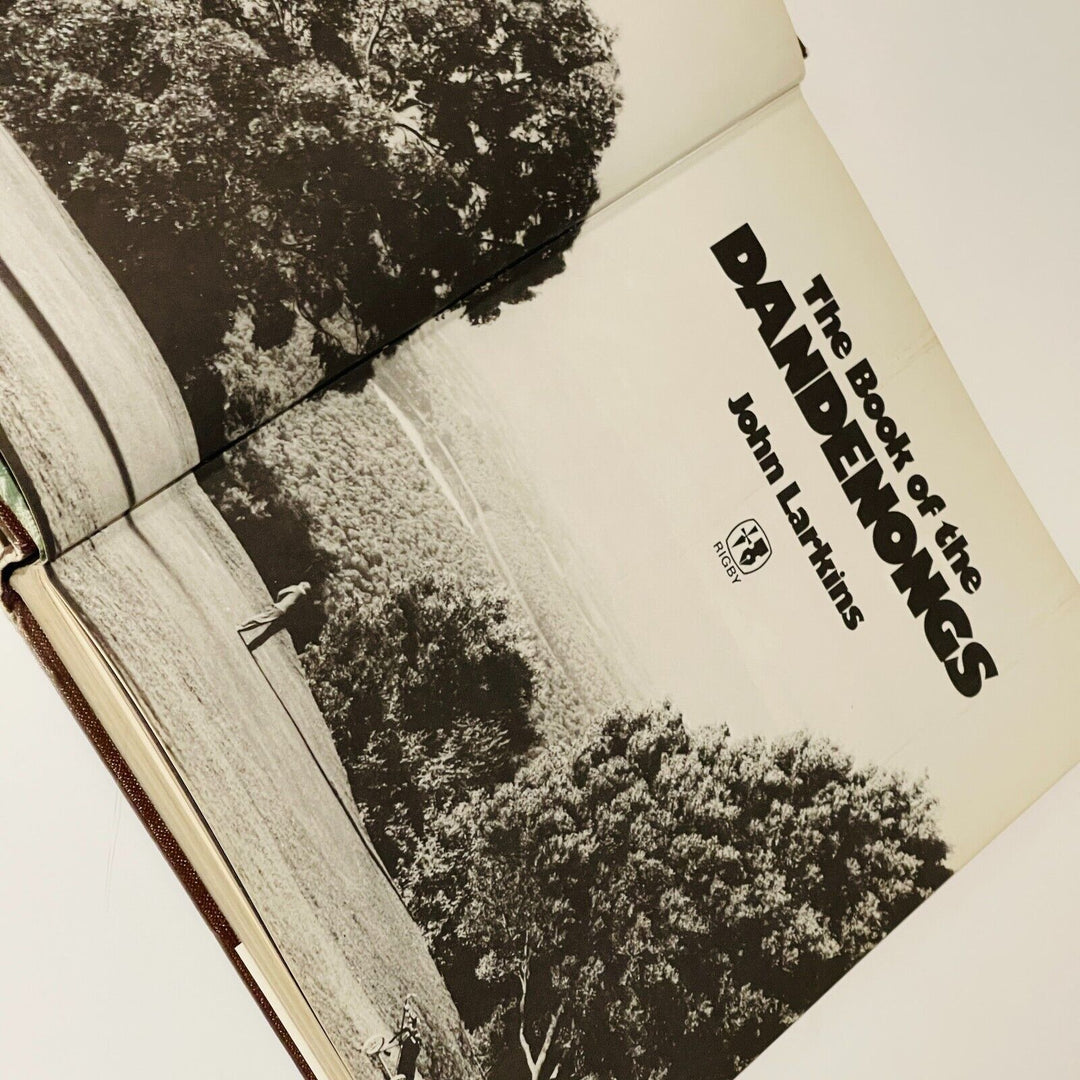 The Book of the
DANDENONGS
John Larkins
RIGBY